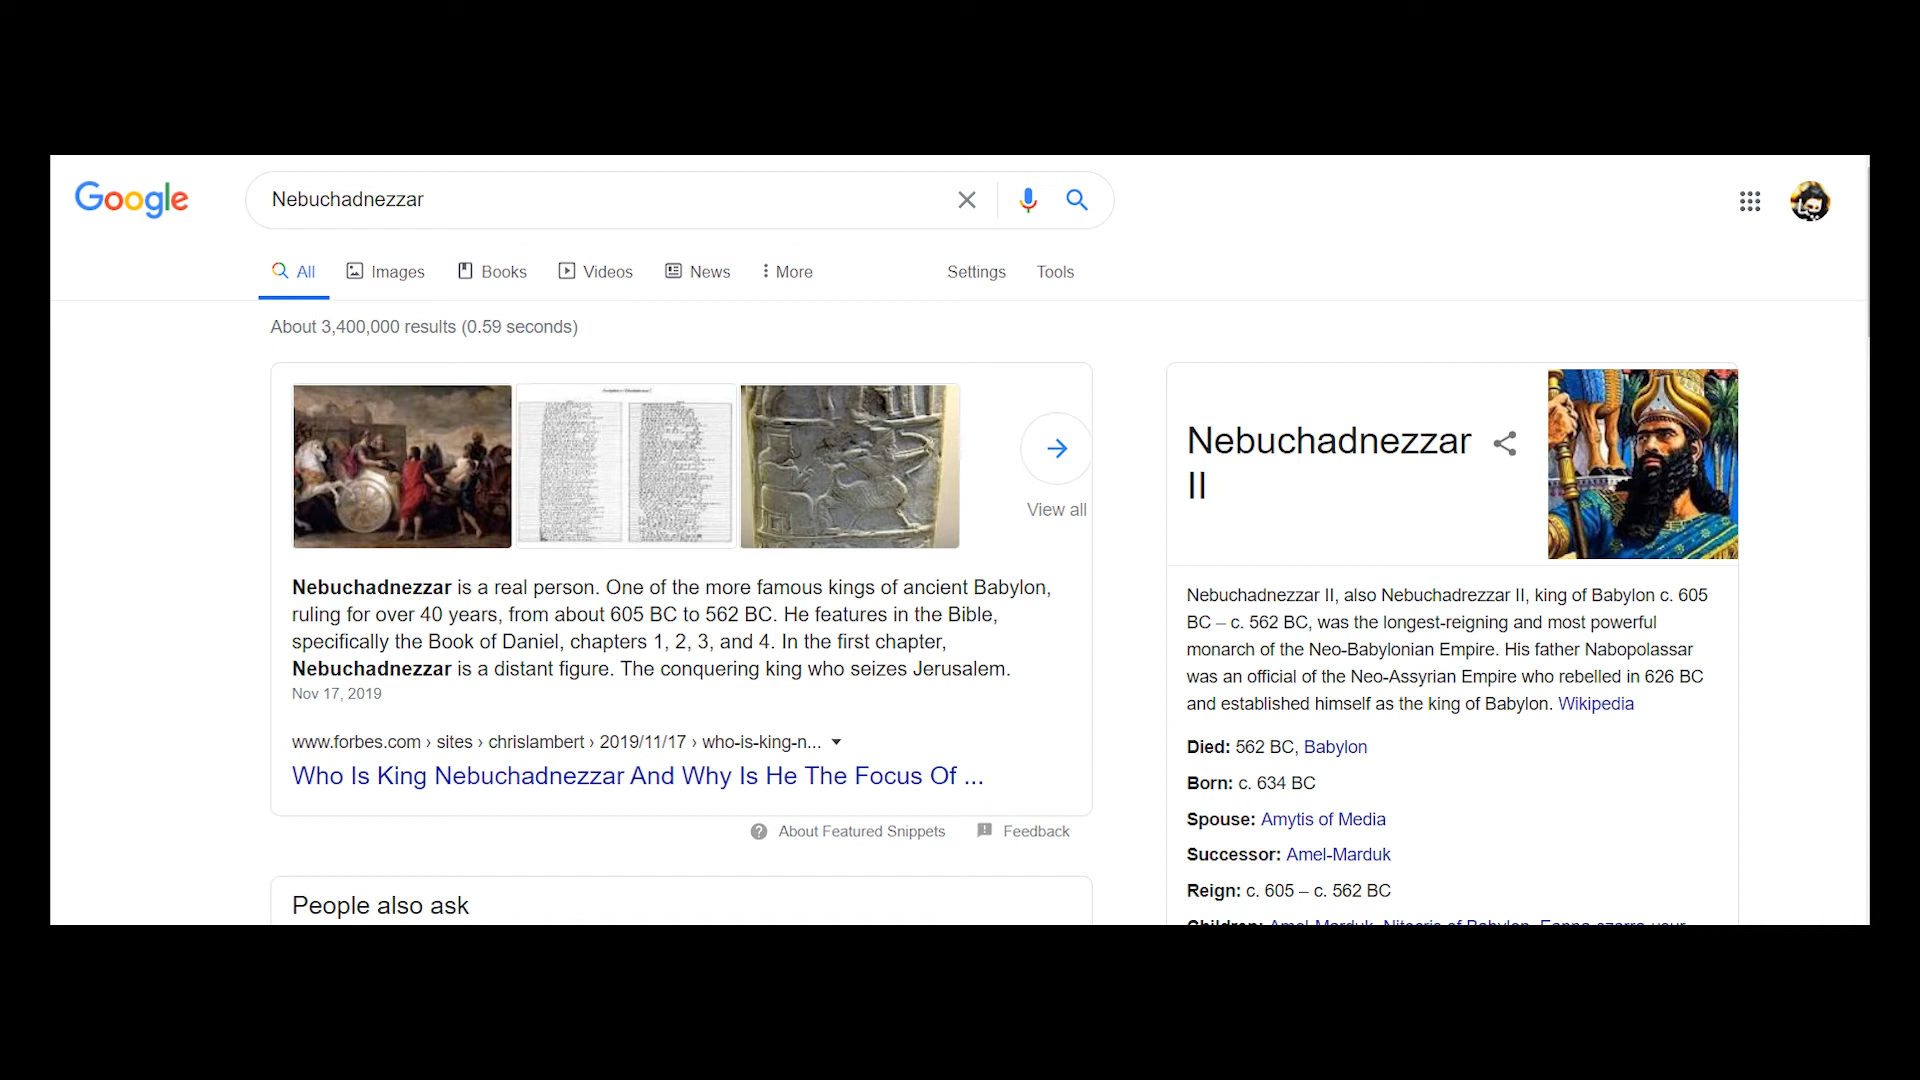 Google
Nebuchadnezzar
All Images Books Videos News More Settings Tools
About 3,400,000 results (0.59 seconds)
View all
Nebuchadnezzar is a real person. One of the more famous kings of ancient Babylon,
ruling for over 40 years, from about 605 BC to 562 BC. He features in the Bible,
specifically the Book of Daniel, chapters 1, 2, 3, and 4. In the first chapter,
Nebuchadnezzar is a distant figure. The conquering king who seizes Jerusalem.
Nov 17, 2019
www.forbes.com › sites › chrislambert › 2019/11/17 › who-is-king-n...
Who Is King Nebuchadnezzar And Why Is He The Focus Of ...
About Featured Snippets Feedback
People also ask
Nebuchadnezzar
II
Nebuchadnezzar II, also Nebuchadrezzar II, king of Babylon c. 605
BC – c. 562 BC, was the longest-reigning and most powerful
monarch of the Neo-Babylonian Empire. His father Nabopolassar
was an official of the Neo-Assyrian Empire who rebelled in 626 BC
and established himself as the king of Babylon. Wikipedia
Died: 562 BC, Babylon
Born: c. 634 BC
Spouse: Amytis of Media
Successor: Amel-Marduk
Reign: c. 605 – c. 562 BC
Children: Amel-Marduk, Nitocris of Babylon,